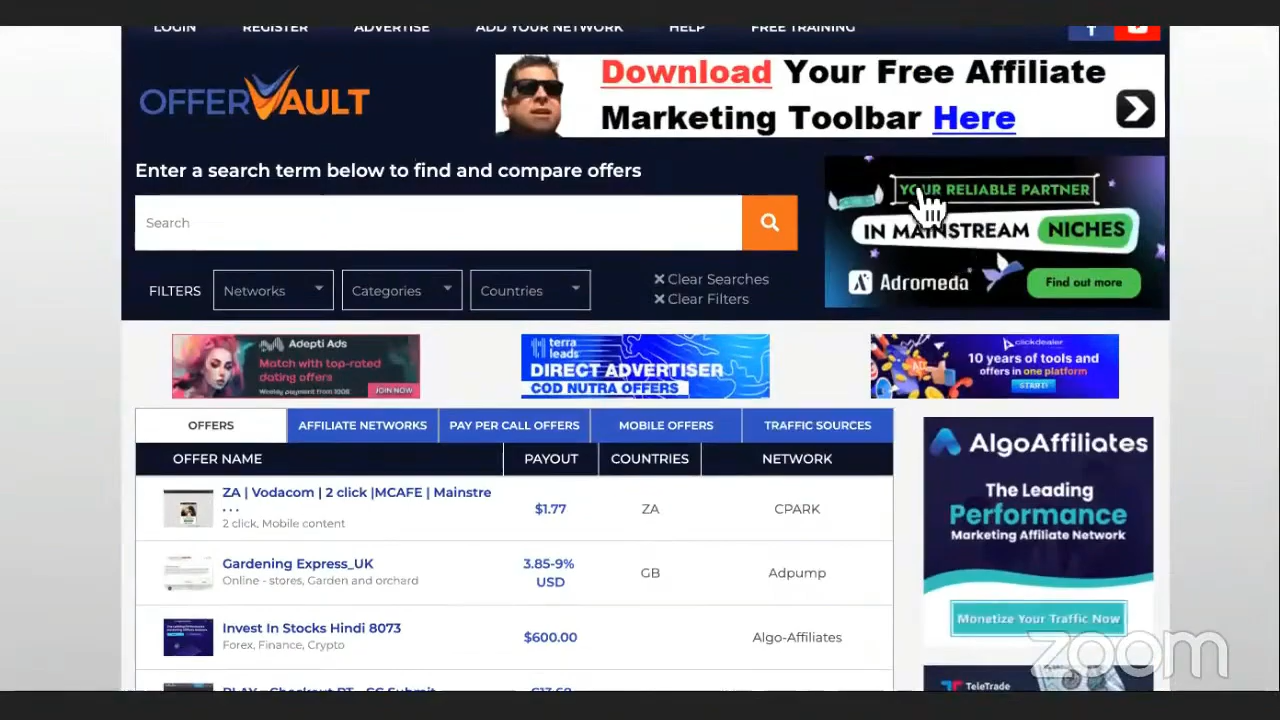 LOGIN
REGISTER
ADVERTISE
ADD YOUR NETWORK
HELP
FREE TRAINING
OFFERVAULT
Download Your Free Affiliate
Marketing Toolbar Here
Enter a search term below to find and compare offers
Search
YOUR RELIABLE PARTNER
IN MAINSTREAM NICHES
Adromeda
Find out more
FILTERS
Networks
Categories
Countries
Clear Searches
Clear Filters
Adepti Ads
Match with top-rated
dating offers
Weekly payment from 100€
JOIN NOW
terra
leads
DIRECT ADVERTISER
COD NUTRA OFFERS
clickdealer
10 years of tools and
offers in one platform
START!
OFFERS
AFFILIATE NETWORKS
PAY PER CALL OFFERS
MOBILE OFFERS
TRAFFIC SOURCES
OFFER NAME
PAYOUT
COUNTRIES
NETWORK
ZA | Vodacom | 2 click |MCAFE | Mainstre
...
2 click, Mobile content
$1.77
ZA
CPARK
Gardening Express_UK
Online - stores, Garden and orchard
3.85-9%
USD
GB
Adpump
Invest In Stocks Hindi 8073
Forex, Finance, Crypto
$600.00
Algo-Affiliates
AlgoAffiliates
The Leading
Performance
Marketing Affiliate Network
Monetize Your Traffic Now
TeleTrade
zoom